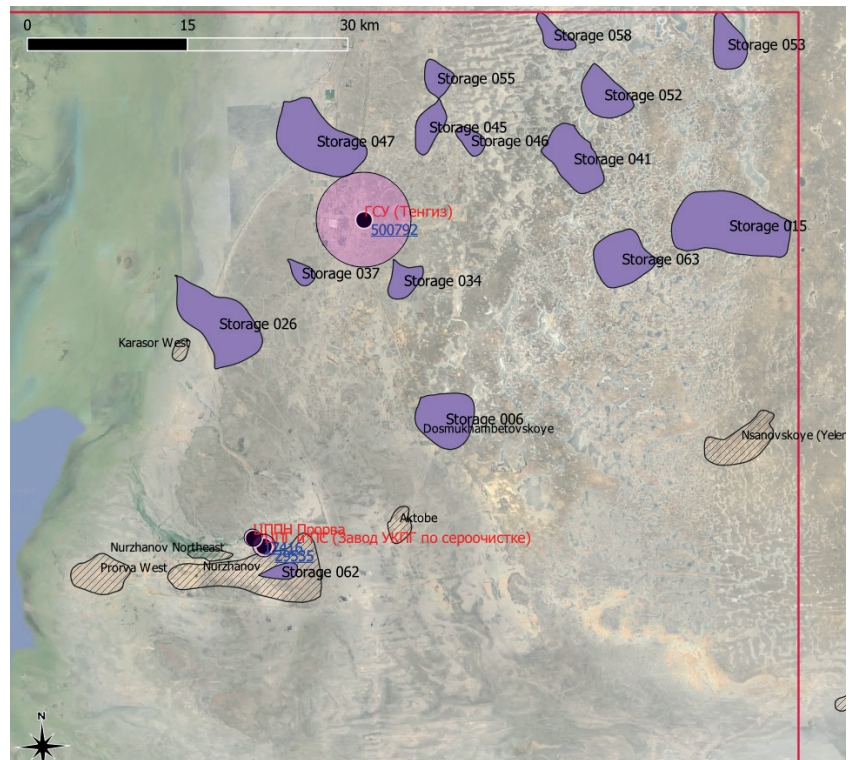 0 15 30 km
Storage 058
Storage 053
Storage 055
Storage 052
Storage 045
Storage 047
Storage 046
Storage 041
ГСУ (Тенгиз)
500792
Storage 015
Storage 063
Storage 037
Storage 034
Storage 026
Karasor West
Storage 006
Dosmukhambetovskoye
Nsanovskoye (Yelen
Aktobe
ЦППН Прорва
(Завод УКПГ по сероочистке)
Nurzhanov Northeast
29535
Prorva West
Nurzhanov
Storage 062
N